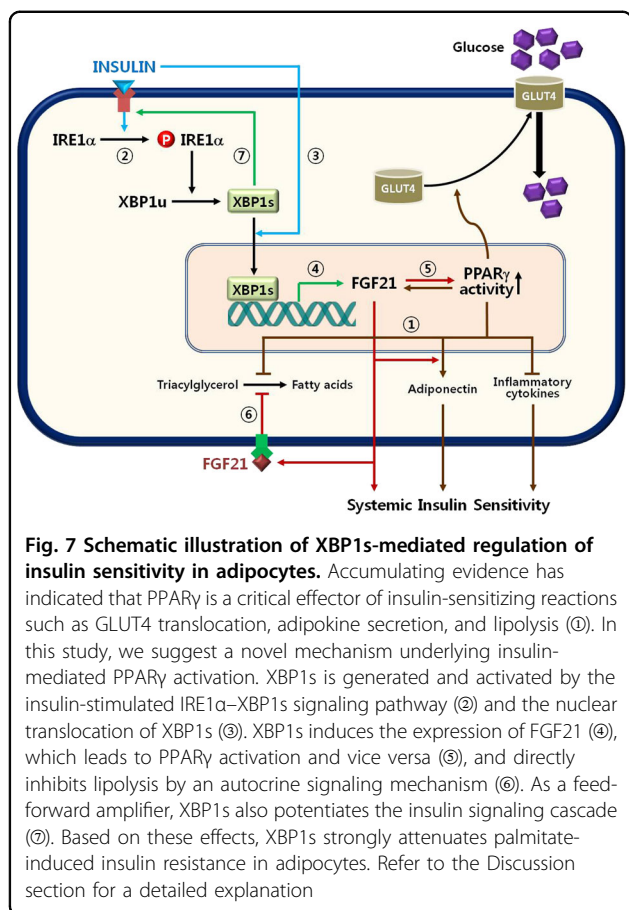 Glucose
INSULIN
GLUT4
IRE1α
②
P
IRE1α
⑦
③
XBP1u
XBP1s
GLUT4
XBP1s
④
FGF21
⑤
PPARγ
activity
①
Triacylglycerol
Fatty acids
Adiponectin
Inflammatory
cytokines
⑥
FGF21
Systemic Insulin Sensitivity
Fig. 7 Schematic illustration of XBP1s-mediated regulation of
insulin sensitivity in adipocytes. Accumulating evidence has
indicated that PPARγ is a critical effector of insulin-sensitizing reactions
such as GLUT4 translocation, adipokine secretion, and lipolysis (①). In
this study, we suggest a novel mechanism underlying insulin-
mediated PPARγ activation. XBP1s is generated and activated by the
insulin-stimulated IRE1α–XBP1s signaling pathway (②) and the nuclear
translocation of XBP1s (③). XBP1s induces the expression of FGF21 (④),
which leads to PPARγ activation and vice versa (⑤), and directly
inhibits lipolysis by an autocrine signaling mechanism (⑥). As a feed-
forward amplifier, XBP1s also potentiates the insulin signaling cascade
(⑦). Based on these effects, XBP1s strongly attenuates palmitate-
induced insulin resistance in adipocytes. Refer to the Discussion
section for a detailed explanation